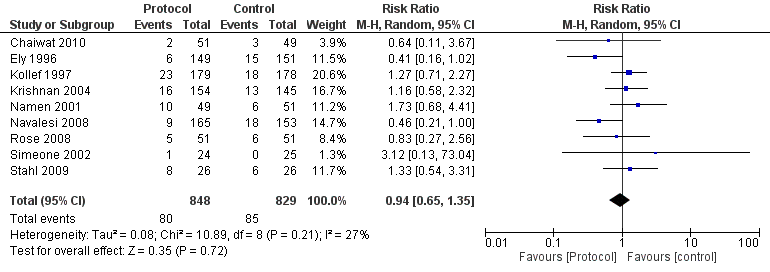 Protocol Control Risk Ratio Risk Ratio
Study or Subgroup Events Total Events Total Weight M-H, Random, 95% CI M-H, Random, 95% CI
Chaiwat 2010 2 51 3 49 3.9% 0.64 [0.11, 3.67]
Ely 1996 6 149 15 151 11.5% 0.41 [0.16, 1.02]
Kollef 1997 23 179 18 178 20.6% 1.27 [0.71, 2.27]
Krishnan 2004 16 154 13 145 17.1% 1.16 [0.58, 2.32]
Namen 2001 10 49 6 51 11.0% 1.73 [0.68, 4.41]
Navalesi 2008 9 165 18 153 14.7% 0.46 [0.21, 1.00]
Rose 2008 5 51 6 51 8.4% 0.83 [0.27, 2.56]
Simeone 2002 1 24 0 25 1.3% 3.12 [0.13, 73.04]
Stahl 2009 8 26 6 26 11.5% 1.33 [0.54, 3.31]
Total (95% CI) 848 829 100.0% 0.94 [0.65, 1.35]
Total events 80 85
Heterogeneity: Tau² = 0.08; Chi² = 10.89, df = 8 (P = 0.21); I² = 27%
Test for overall effect: Z = 0.35 (P = 0.72)
0.01 0.1 1 10 100
Favours [Protocol] Favours [control]